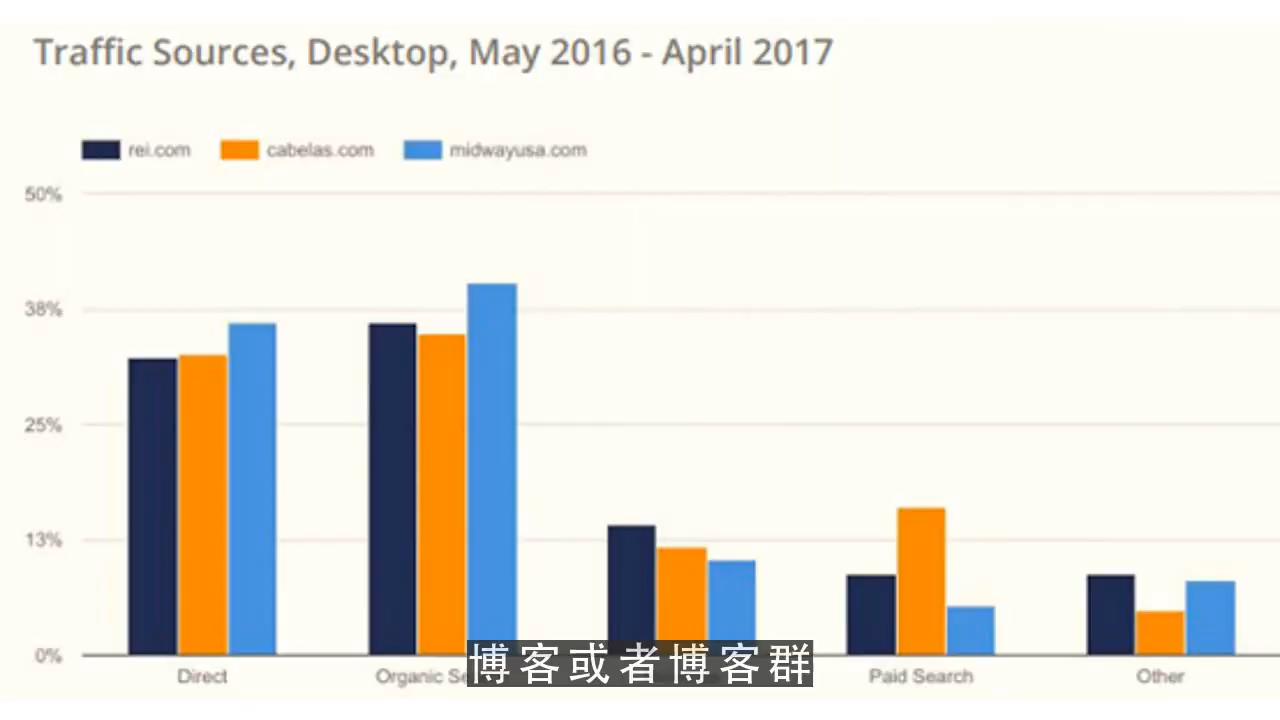 Traffic Sources, Desktop, May 2016 - April 2017
rei.com cabelas.com midwayusa.com
50%
38%
25%
13%
0%
Direct Organic Paid Search Other
博客或者博客群